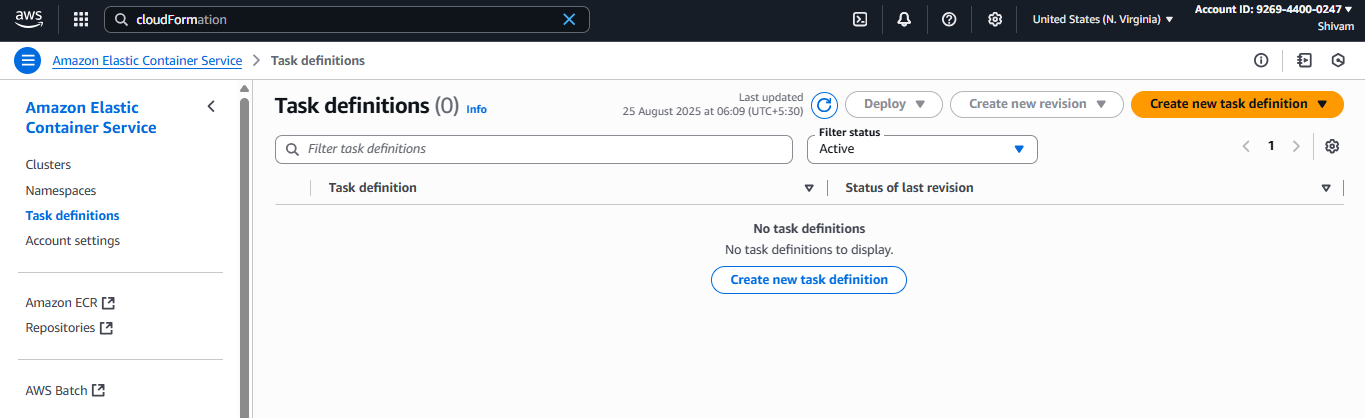 aws
cloudFormation
United States (N. Virginia)
Account ID: 9269-4400-0247
Shivam
Amazon Elastic Container Service
Task definitions
Amazon Elastic
Container Service
Clusters
Namespaces
Task definitions
Account settings
Amazon ECR
Repositories
AWS Batch
Task definitions (0) Info
Last updated
25 August 2025 at 06:09 (UTC+5:30)
Deploy
Create new revision
Create new task definition
Filter task definitions
Filter status
Active
1
Task definition
Status of last revision
No task definitions
No task definitions to display.
Create new task definition